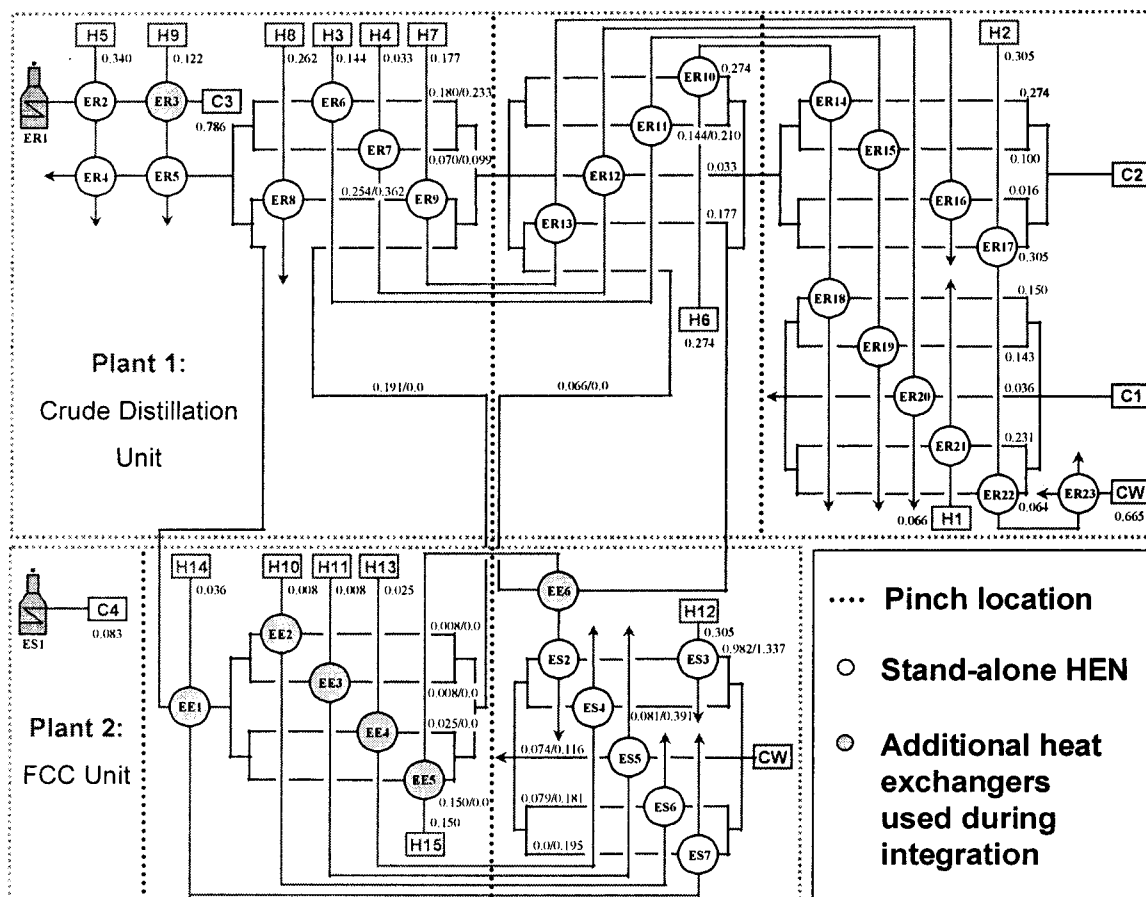 H5
H9
H8
H3
H4
H7
H2
0.340
0.122
0.262
0.144
0.033
0.177
0.305
ER1
ER2
ER3
C3
0.786
ER4
ER5
ER6
0.180/0.233
ER7
0.070/0.099
ER8
0.254/0.362
ER9
ER10
0.274
ER11
0.144/0.210
ER12
0.033
ER13
0.177
H6
0.274
ER14
0.274
ER15
0.100
C2
ER16
0.016
ER17
0.305
ER18
0.150
ER19
0.143
ER20
0.036
C1
ER21
0.231
ER22
0.064
ER23
CW
0.665
0.066
H1
Plant 1:
Crude Distillation
Unit
0.191/0.0
0.066/0.0
H14
H10
H11
H13
0.036
0.008
0.008
0.025
ES1
C4
0.083
EE1
EE2
0.008/0.0
EE3
0.008/0.0
EE4
0.025/0.0
EE5
0.150/0.0
0.150
H15
EE6
H12
0.305
ES2
ES3
0.982/1.337
ES4
0.081/0.391
0.074/0.116
ES5
CW
0.079/0.181
ES6
0.0/0.195
ES7
Plant 2:
FCC Unit
Pinch location
Stand-alone HEN
Additional heat
exchangers
used during
integration